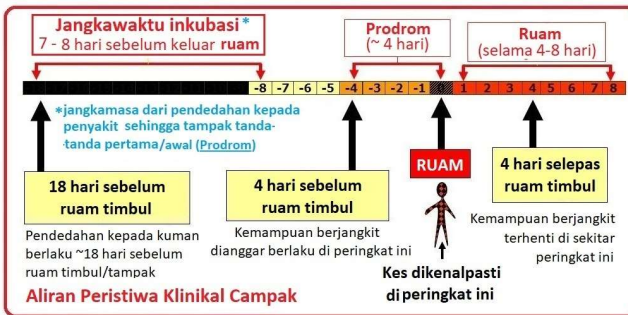 Jangkawaktu inkubasi *
7 - 8 hari sebelum keluar ruam
Prodrom
(~ 4 hari)
Ruam
(selama 4-8 hari)
-8 -7 -6 -5 -4 -3 -2 -1 0 1 2 3 4 5 6 7 8
*jangkamasa dari pendedahan kepada
penyakit sehingga tampak tanda-
-tanda pertama/awal (Prodrom)
18 hari sebelum
ruam timbul
Pendedahan kepada kuman
berlaku ~18 hari sebelum
ruam timbul/tampak
4 hari sebelum
ruam timbul
Kemampuan berjangkit
dianggar berlaku di peringkat ini
RUAM
Kes dikenalpasti
di peringkat ini
4 hari selepas
ruam timbul
Kemampuan berjangkit
terhenti di sekitar
peringkat ini
Aliran Peristiwa Klinikal Campak